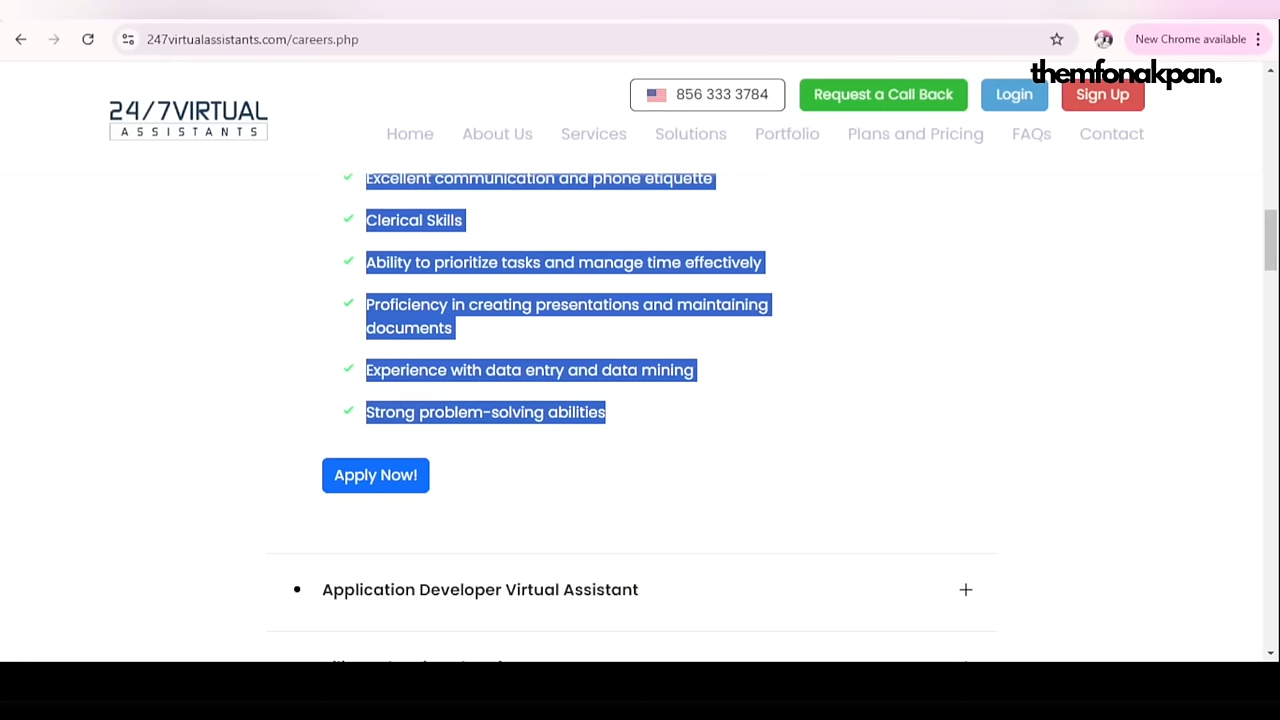 247virtualassistants.com/careers.php
New Chrome available
themfonakpan.
24/7VIRTUAL
ASSISTANTS
856 333 3784
Request a Call Back
Login
Sign Up
Home
About Us
Services
Solutions
Portfolio
Plans and Pricing
FAQs
Contact
Excellent communication and phone etiquette
Clerical Skills
Ability to prioritize tasks and manage time effectively
Proficiency in creating presentations and maintaining
documents
Experience with data entry and data mining
Strong problem-solving abilities
Apply Now!
Application Developer Virtual Assistant